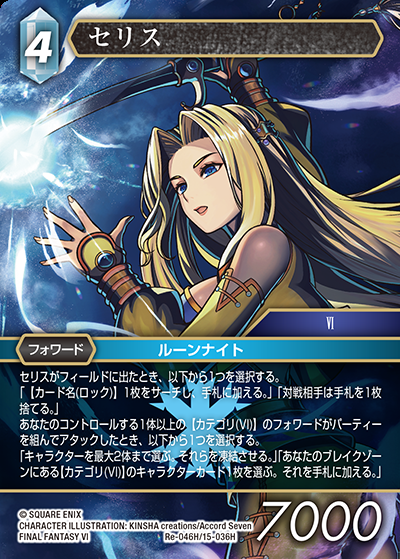 4
セリス
VI
フォワード
ルーンナイト
セリスがフィールドに出たとき、以下から1つを選択する。
「【カード名(ロック)】1枚をサーチし、手札に加える。」「対戦相手は手札を1枚
捨てる。」
あなたのコントロールする1体以上の【カテゴリ(VI)】のフォワードがパーティー
を組んでアタックしたとき、以下から1つを選択する。
「キャラクターを最大2体まで選ぶ。それらを凍結させる。」「あなたのブレイクゾー
ンにある【カテゴリ(VI)】のキャラクターカード1枚を選ぶ。それを手札に加える。」
© SQUARE ENIX
CHARACTER ILLUSTRATION: KINSHA creations/Accord Seven
FINAL FANTASY VI
Re-046H/15-036H
7000